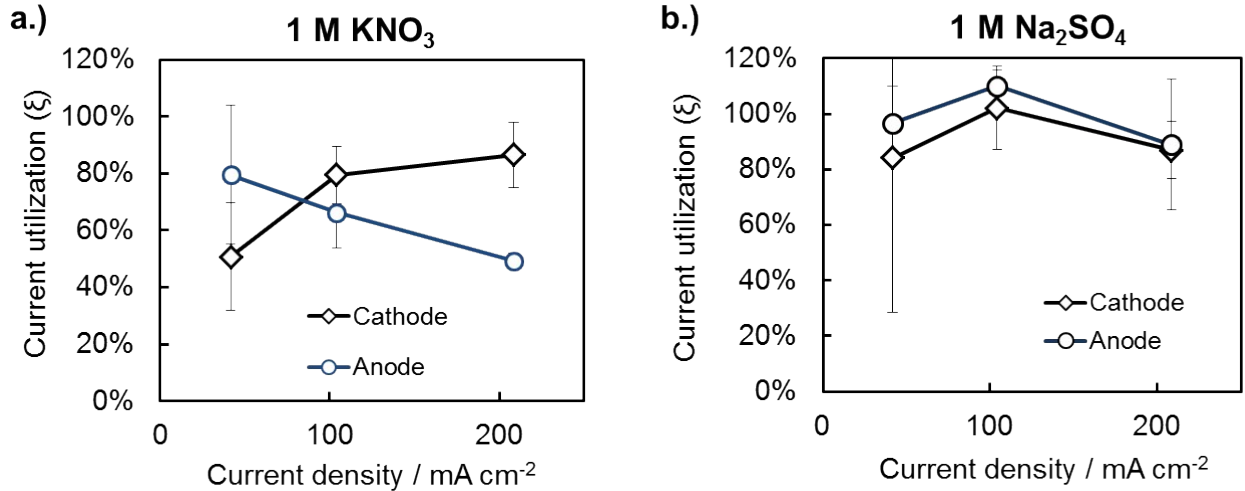 a.)
1 M KNO₃
Current utilization (ξ)
120%
100%
80%
60%
40%
20%
0%
Cathode
Anode
0
100
200
Current density / mA cm⁻²
b.)
1 M Na₂SO₄
Current utilization (ξ)
120%
100%
80%
60%
40%
20%
0%
Cathode
Anode
0
100
200
Current density / mA cm⁻²